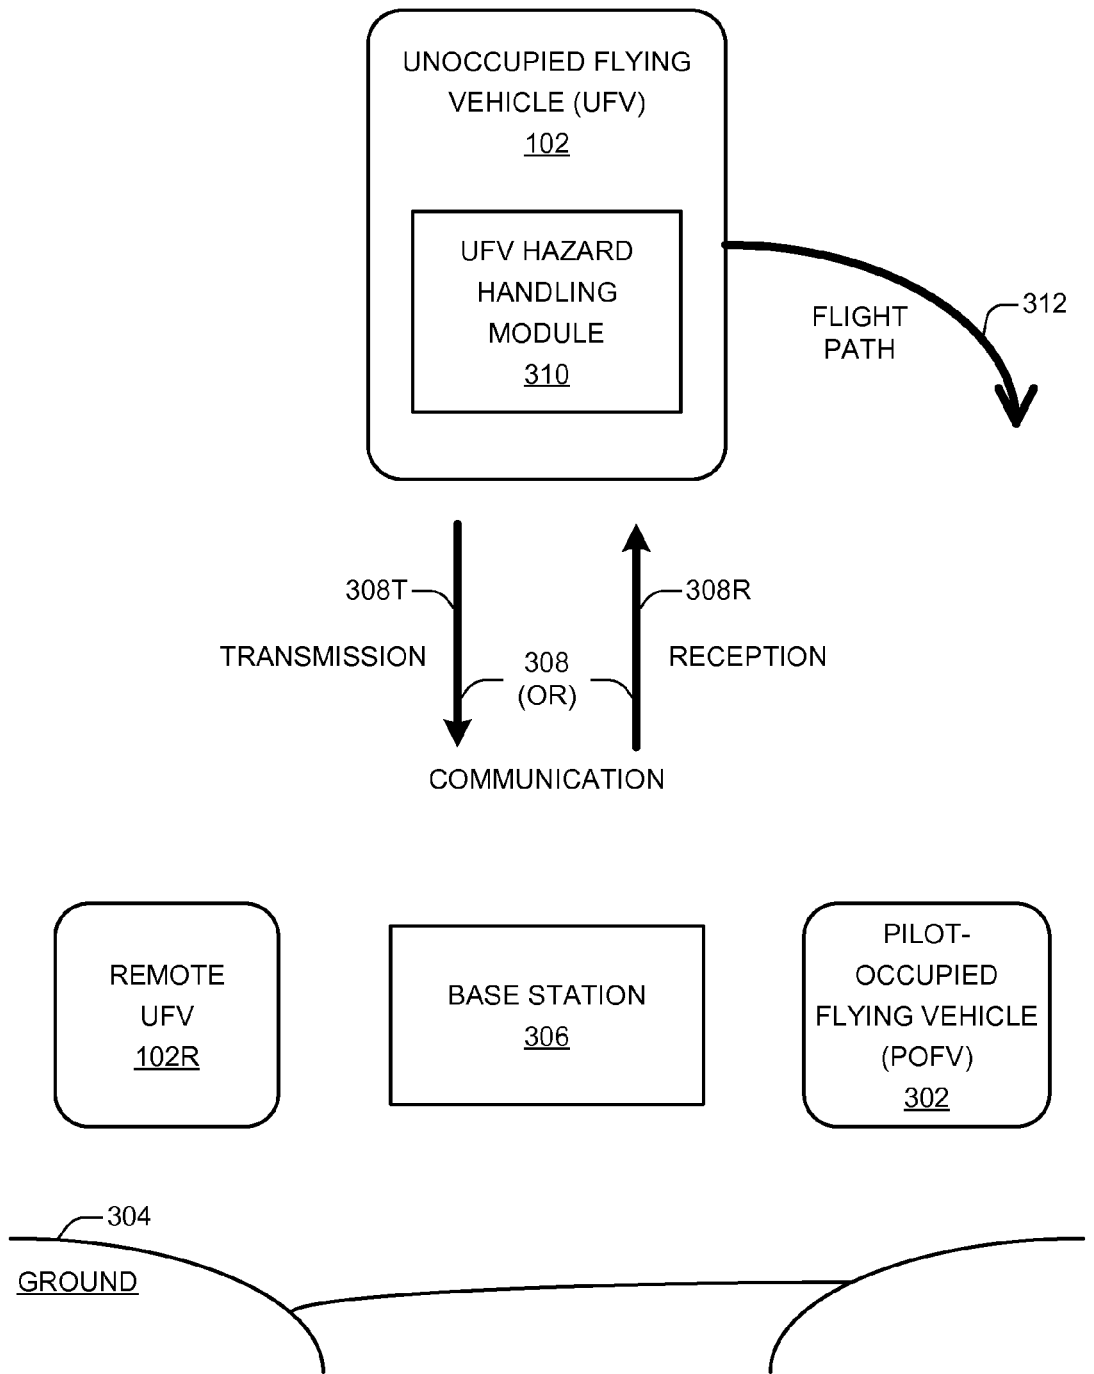 UNOCCUPIED FLYING
VEHICLE (UFV)
102
UFV HAZARD
HANDLING
MODULE
310
FLIGHT
PATH
312
308T
308R
TRANSMISSION
308
(OR)
RECEPTION
COMMUNICATION
REMOTE
UFV
102R
BASE STATION
306
PILOT-
OCCUPIED
FLYING VEHICLE
(POFV)
302
304
GROUND